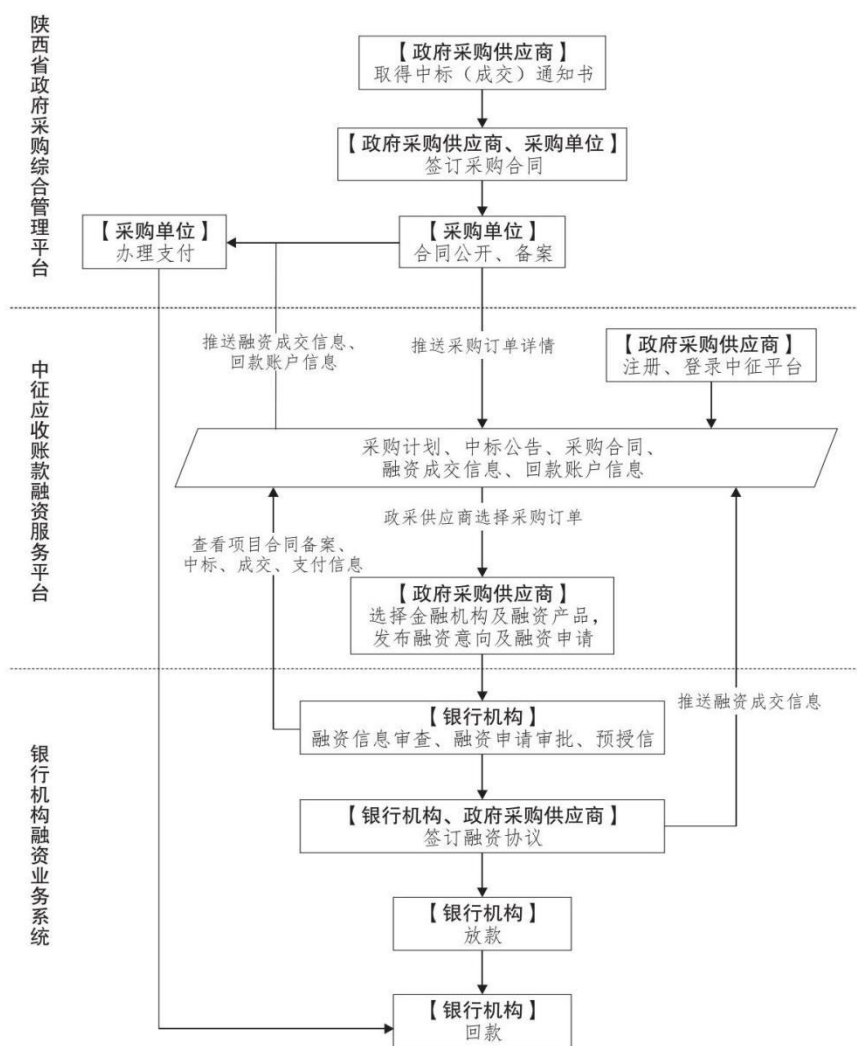 陕西省政府采购综合管理平台
【政府采购供应商】
取得中标（成交）通知书
【政府采购供应商、采购单位】
签订采购合同
【采购单位】
办理支付
【采购单位】
合同公开、备案
中征应收账款融资服务平台
推送融资成交信息、
回款账户信息
推送采购订单详情
【政府采购供应商】
注册、登录中征平台
采购计划、中标公告、采购合同、
融资成交信息、回款账户信息
查看项目合同备案、
中标、成交、支付信息
政采供应商选择采购订单
【政府采购供应商】
选择金融机构及融资产品，
发布融资意向及融资申请
银行机构融资业务系统
推送融资成交信息
【银行机构】
融资信息审查、融资申请审批、预授信
【银行机构、政府采购供应商】
签订融资协议
【银行机构】
放款
【银行机构】
回款